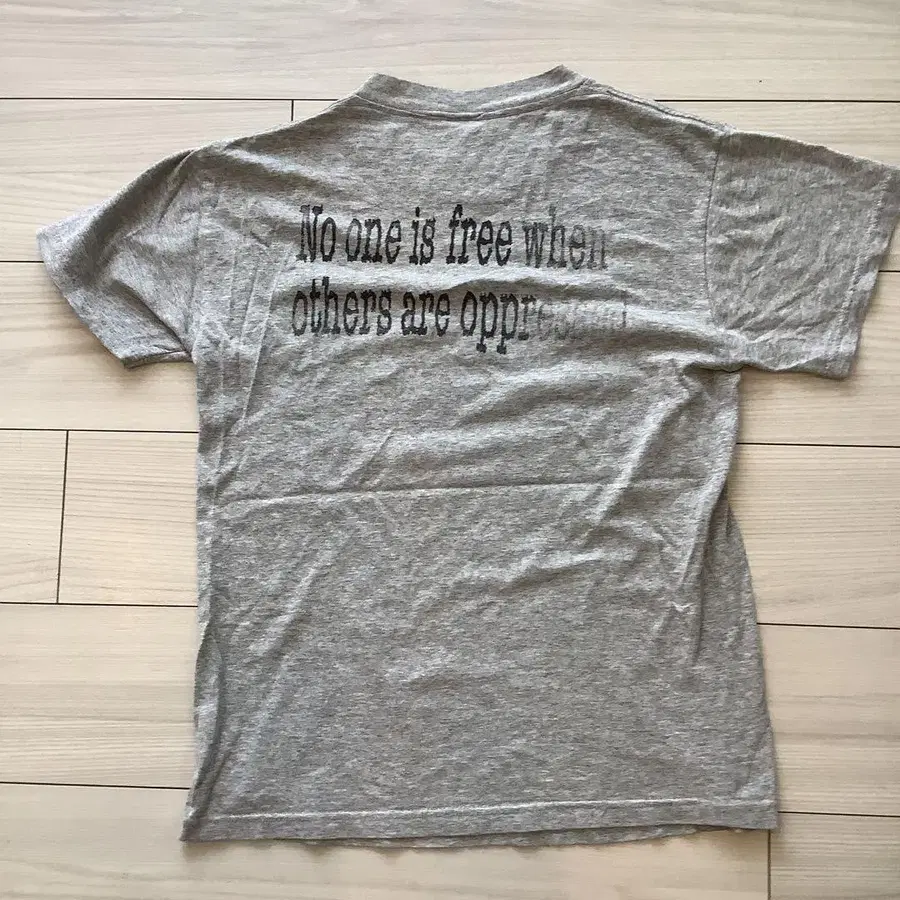 No one is free when
others are oppressed